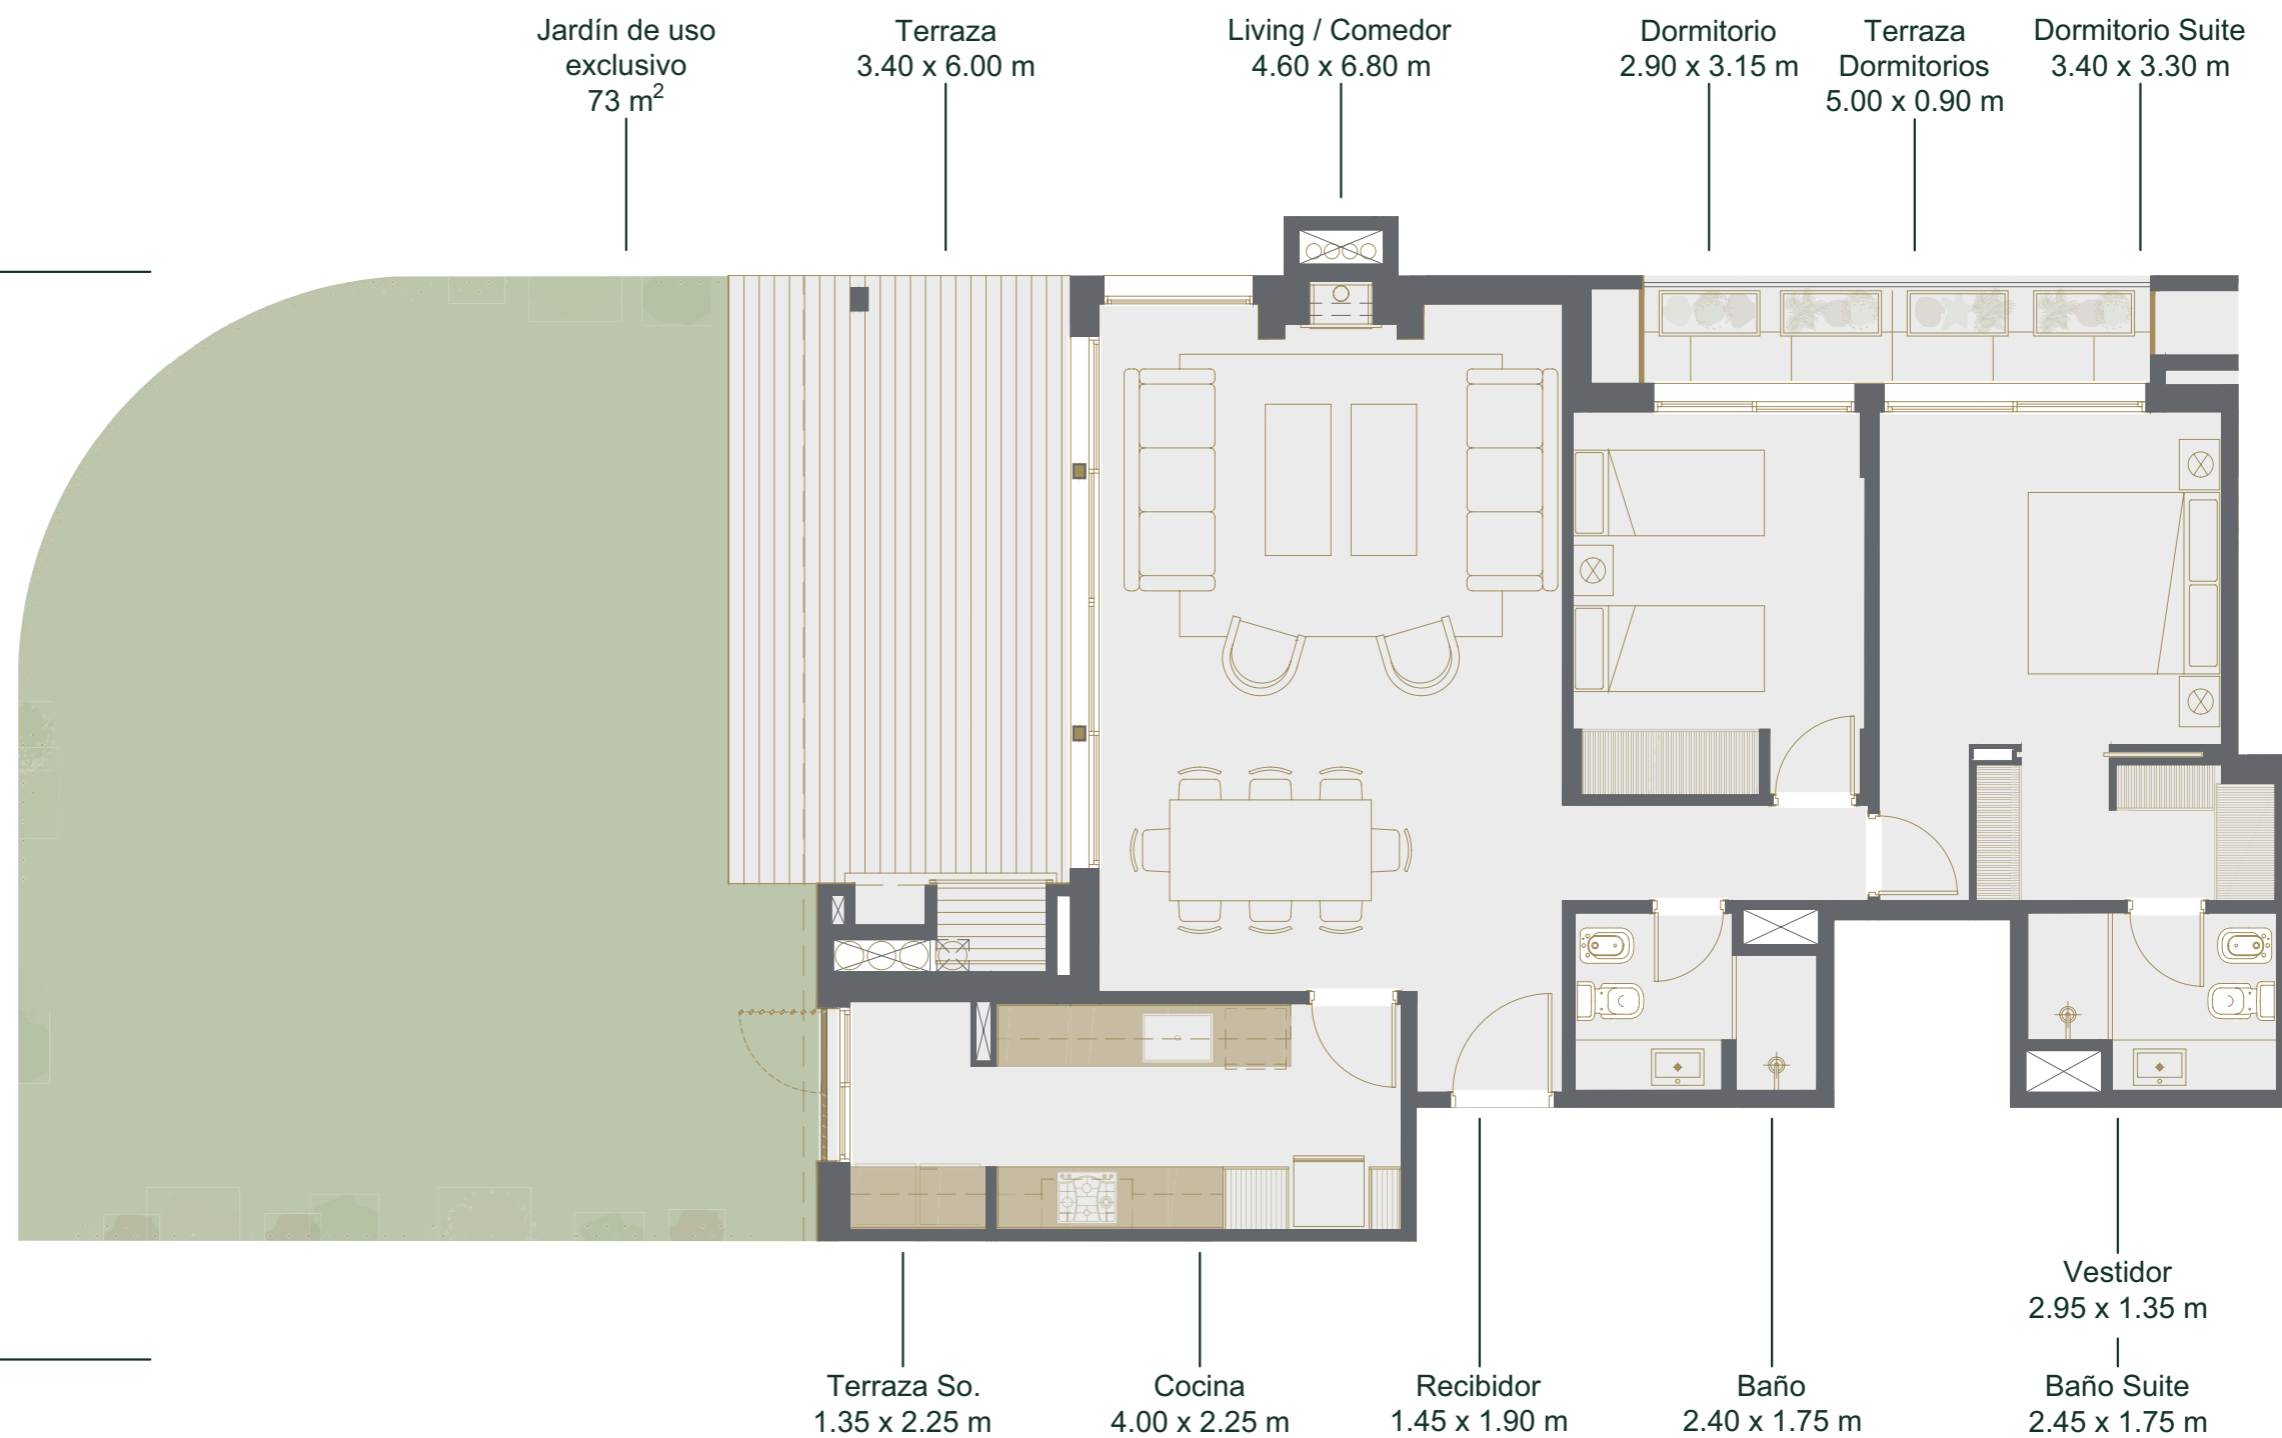 Jardín de uso
exclusivo
73 m²
Terraza
3.40 x 6.00 m
Living / Comedor
4.60 x 6.80 m
Dormitorio
2.90 x 3.15 m
Terraza
Dormitorios
5.00 x 0.90 m
Dormitorio Suite
3.40 x 3.30 m
Terraza So.
1.35 x 2.25 m
Cocina
4.00 x 2.25 m
Recibidor
1.45 x 1.90 m
Baño
2.40 x 1.75 m
Vestidor
2.95 x 1.35 m
Baño Suite
2.45 x 1.75 m